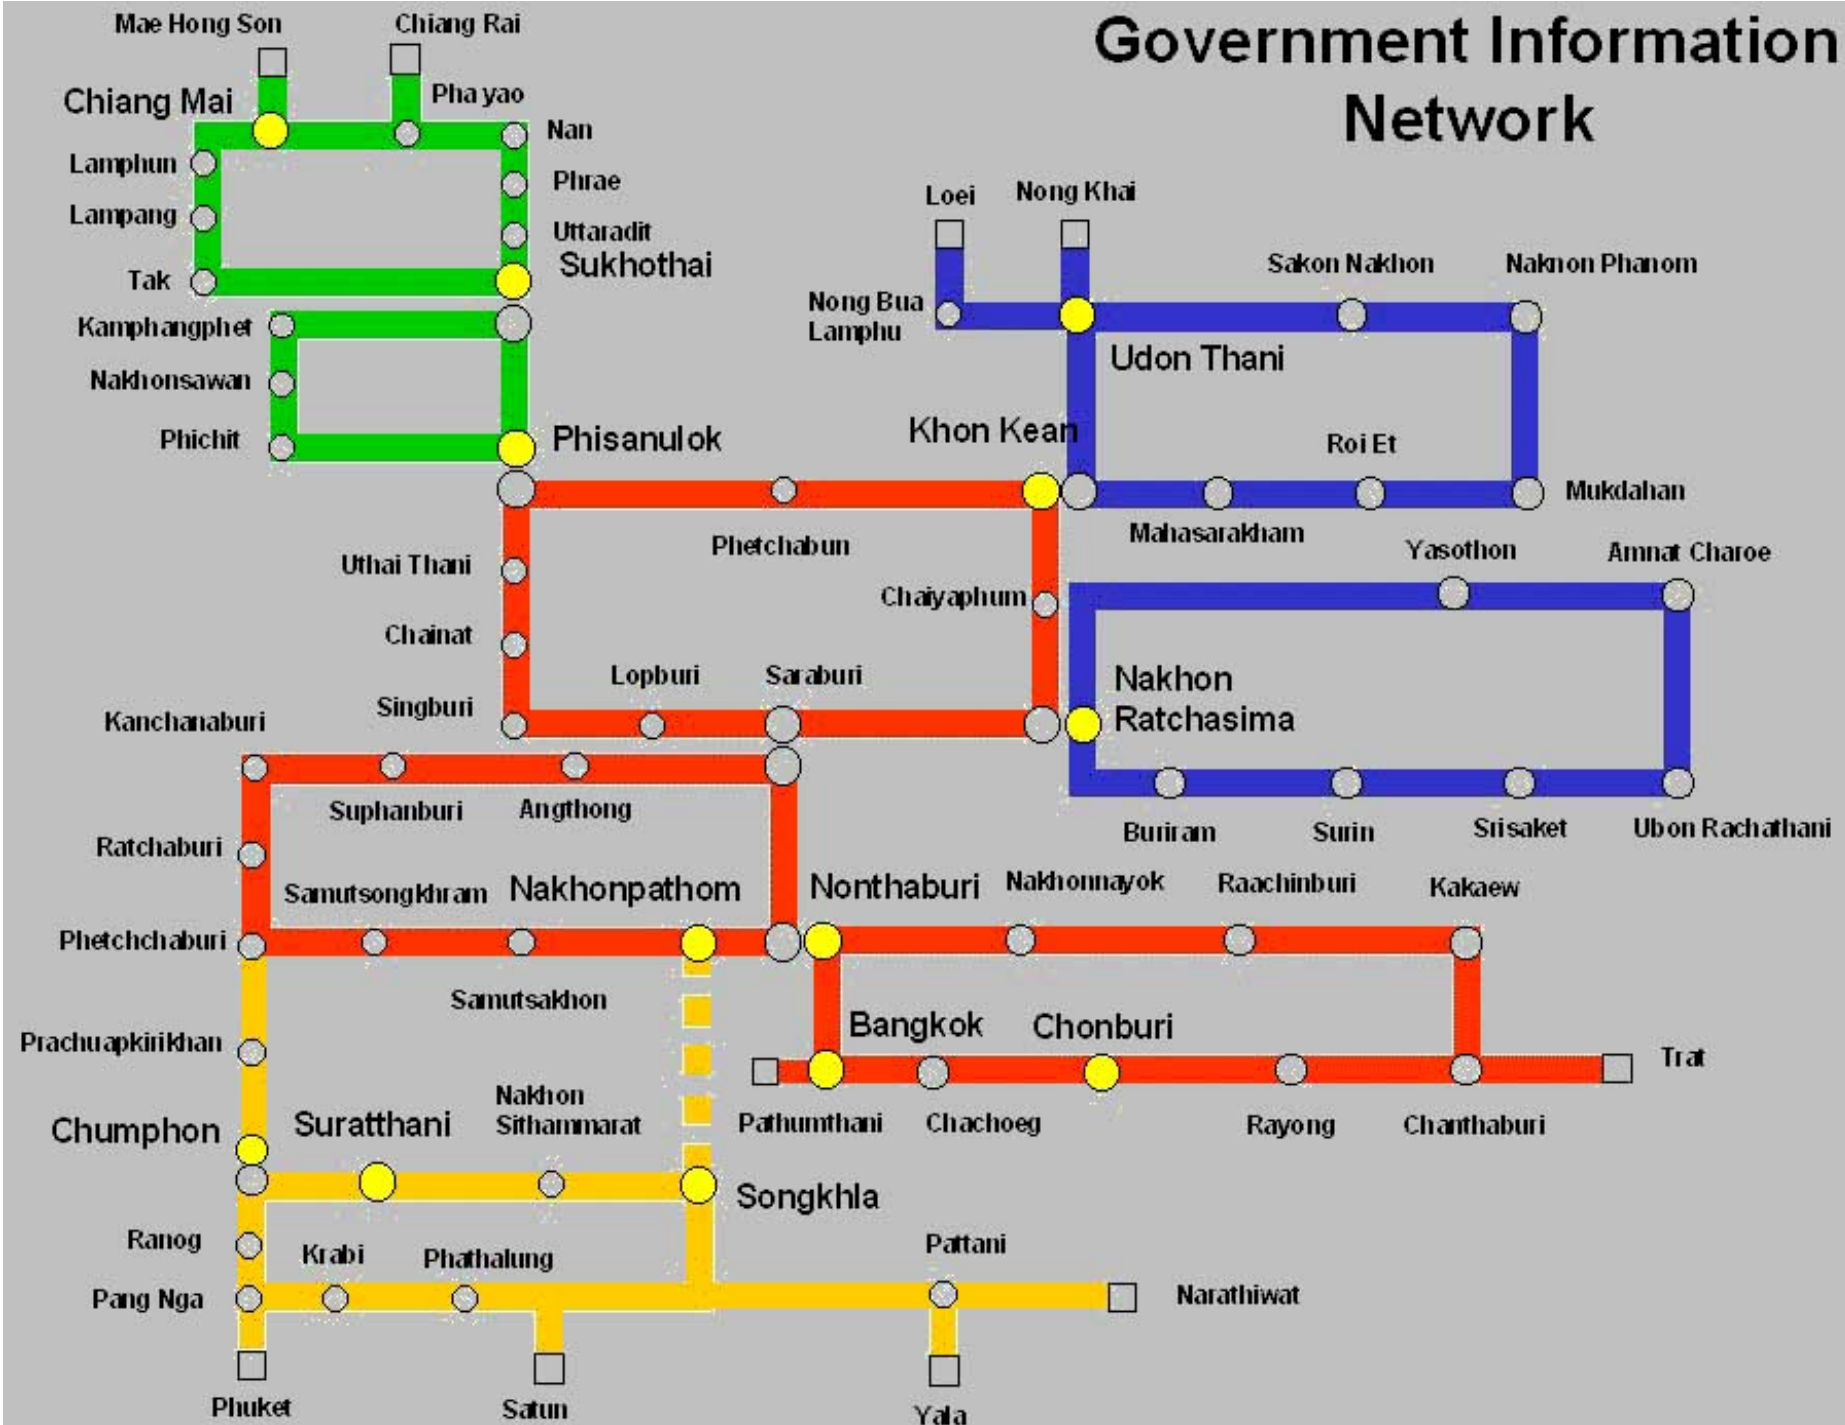 Government Information
Network
Mae Hong Son
Chiang Rai
Chiang Mai
Pha yao
Nan
Lamphun
Phrae
Lampang
Uttaradit
Sukhothai
Tak
Kamphangphet
Nakhonsawan
Phichit
Phisanulok
Loei
Nong Khai
Sakon Nakhon
Naknon Phanom
Nong Bua
Lamphu
Udon Thani
Khon Kean
Roi Et
Mukdahan
Mahasarakham
Phetchabun
Yasothon
Amnat Charoe
Uthai Thani
Chaiyaphum
Chainat
Lopburi
Saraburi
Nakhon
Ratchasima
Singburi
Kanchanaburi
Suphanburi
Angthong
Buriram
Surin
Srisaket
Ubon Rachathani
Ratchaburi
Samutsongkhram
Nakhonpathom
Nonthaburi
Nakhonnayok
Raachinburi
Kakaew
Phetchchaburi
Samutsakhon
Bangkok
Chonburi
Prachuapkirikhan
Trat
Nakhon
Sithammarat
Chumphon
Suratthani
Pathumthani
Chachoeg
Rayong
Chanthaburi
Songkhla
Ranog
Krabi
Phathalung
Pattani
Pang Nga
Narathiwat
Phuket
Satun
Yala